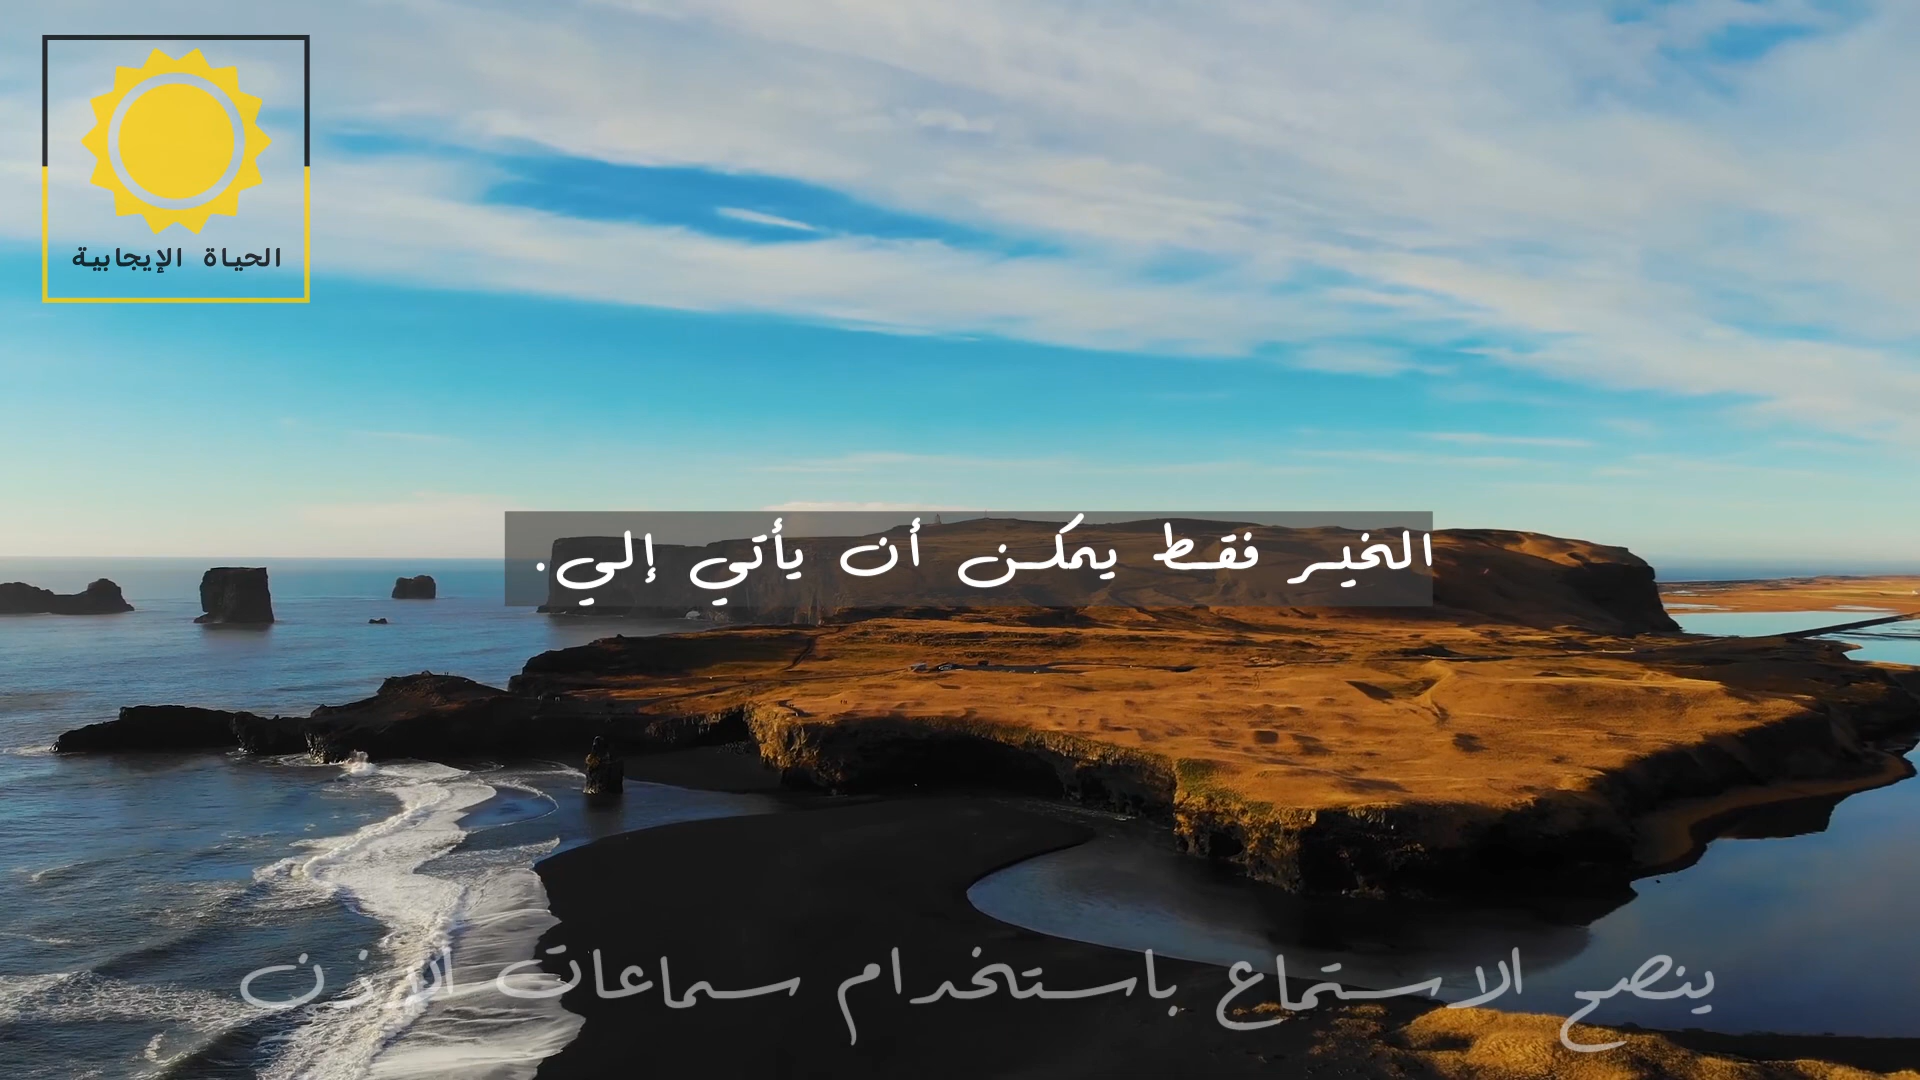 الحياة الإيجابية
الخير فقط يمكن أن يأتي إلي.
ينصح الاستماع باستخدام سماعات الاذن